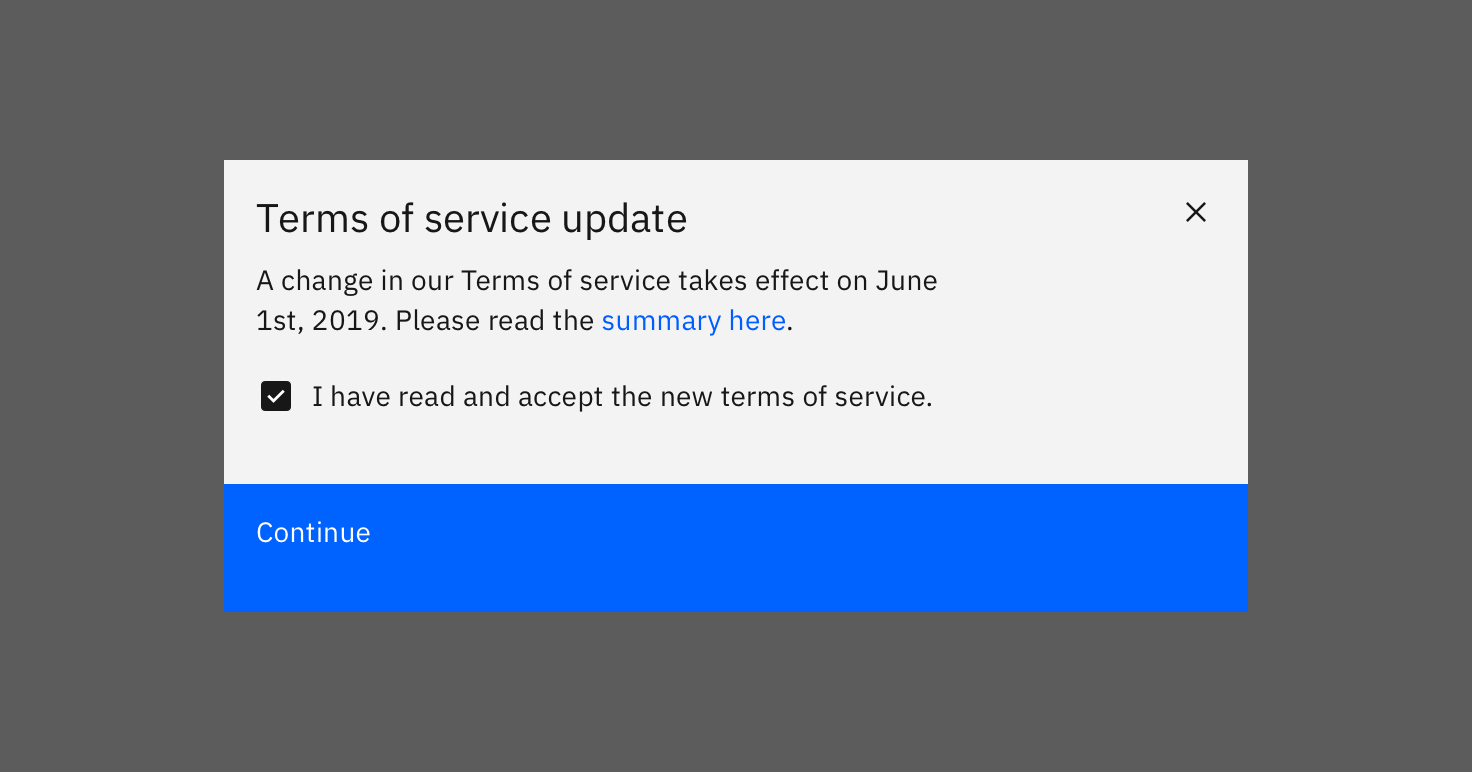 Terms of service update
A change in our Terms of service takes effect on June
1st, 2019. Please read the summary here.
I have read and accept the new terms of service.
Continue